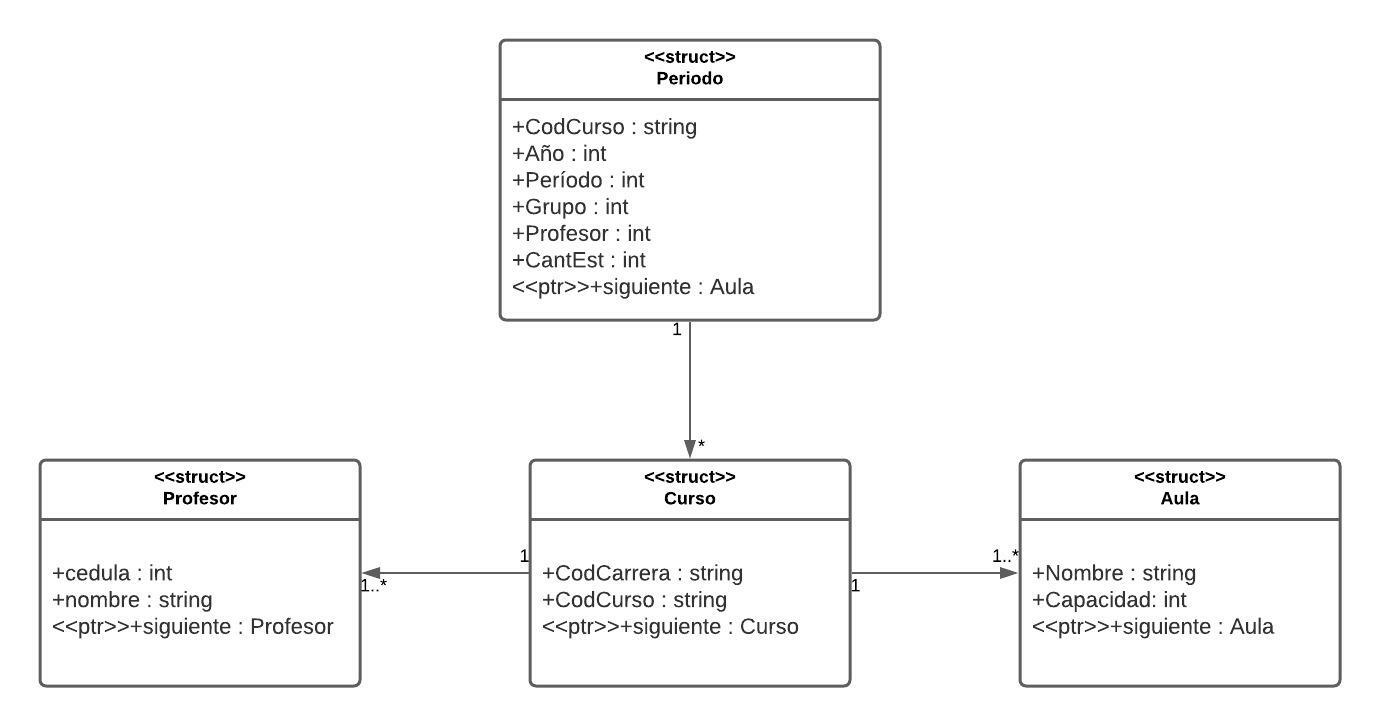 <<struct>>
Periodo
+CodCurso : string
+Año : int
+Período : int
+Grupo : int
+Profesor : int
+CantEst : int
<<ptr>>+siguiente : Aula
1
*
<<struct>>
Profesor
+cedula : int
+nombre : string
<<ptr>>+siguiente : Profesor
1
1..*
<<struct>>
Curso
+CodCarrera : string
+CodCurso : string
<<ptr>>+siguiente : Curso
1..*
1
<<struct>>
Aula
+Nombre : string
+Capacidad: int
<<ptr>>+siguiente : Aula